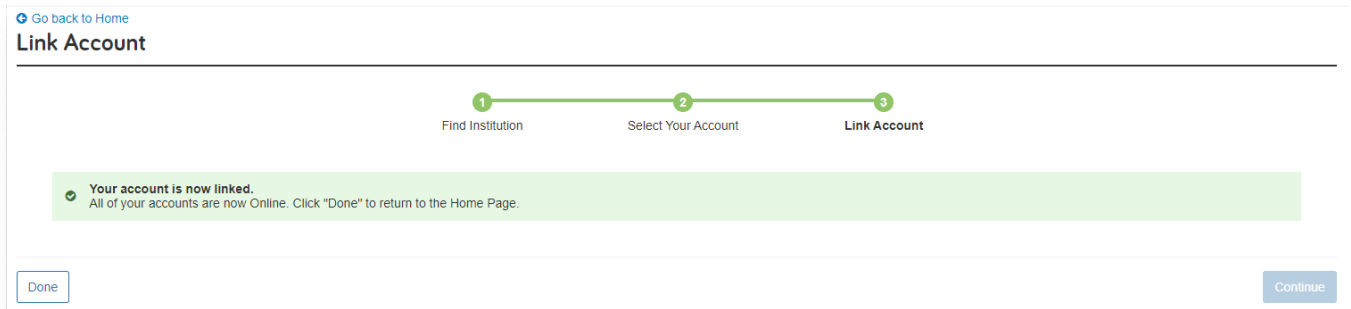 Go back to Home
Link Account
1 2 3
Find Institution Select Your Account Link Account
Your account is now linked.
All of your accounts are now Online. Click "Done" to return to the Home Page.
Done Continue